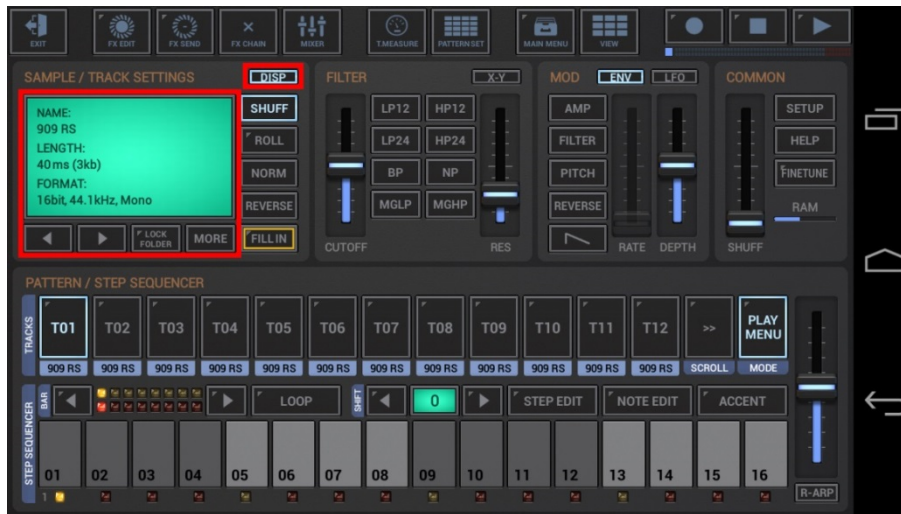 EXIT
FX EDIT
FX SEND
FX CHAIN
MIXER
T.MEASURE
PATTERN SET
MAIN MENU
VIEW
SAMPLE / TRACK SETTINGS
DISP
NAME:
909 RS
LENGTH:
40ms (3kb)
FORMAT:
16bit, 44.1kHz, Mono
LOCK
FOLDER
MORE
SHUFF
ROLL
NORM
REVERSE
FILL IN
FILTER
X-Y
LP12
HP12
LP24
HP24
BP
NP
MGLP
MGHP
CUTOFF
RES
MOD
ENV
LFO
AMP
FILTER
PITCH
REVERSE
RATE
DEPTH
COMMON
SETUP
HELP
FINETUNE
RAM
SHUFF
PATTERN / STEP SEQUENCER
TRACKS
T01 T02 T03 T04 T05 T06 T07 T08 T09 T10 T11 T12 >> PLAY MENU
909 RS 909 RS 909 RS 909 RS 909 RS 909 RS 909 RS 909 RS 909 RS 909 RS 909 RS 909 RS SCROLL MODE
STEP SEQUENCER
BAR
LOOP
SHIFT
0
STEP EDIT
NOTE EDIT
ACCENT
01 02 03 04 05 06 07 08 09 10 11 12 13 14 15 16
1
R-ARP